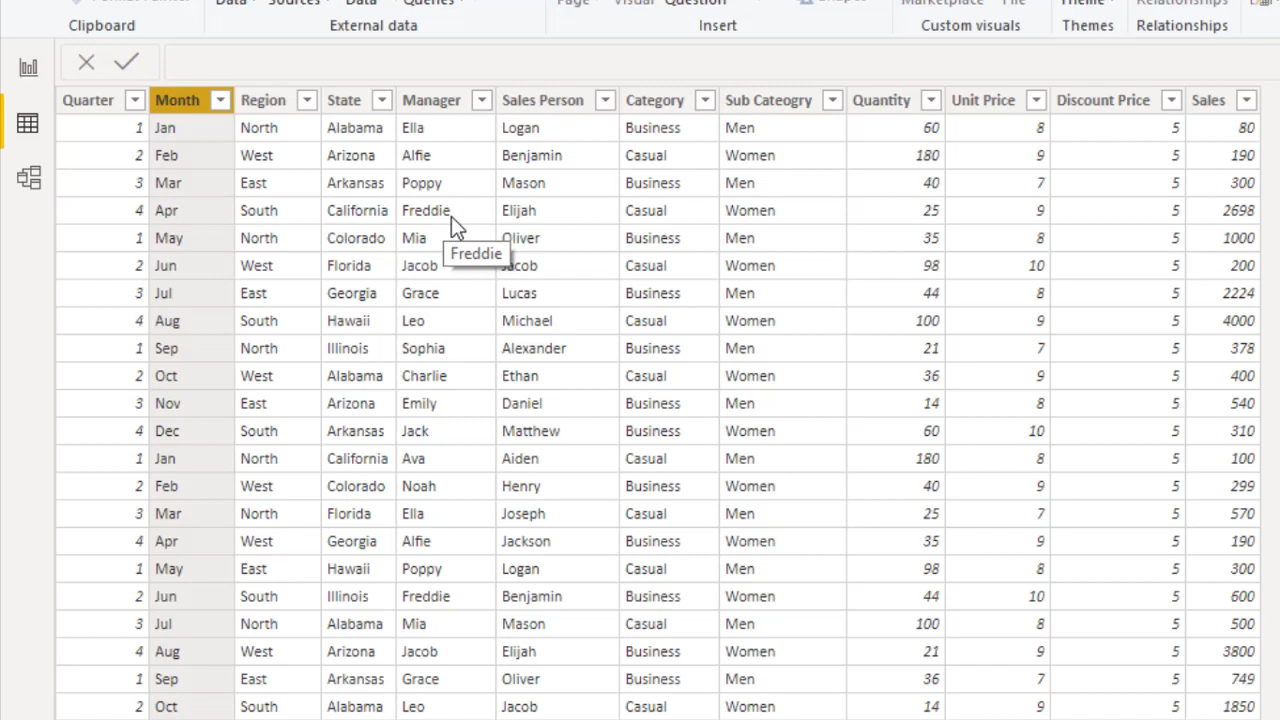 Clipboard External data Insert Custom visuals Themes Relationships
Quarter Month Region State Manager Sales Person Category Sub Cateogry Quantity Unit Price Discount Price Sales
1 Jan North Alabama Ella Logan Business Men 60 8 5 80
2 Feb West Arizona Alfie Benjamin Casual Women 180 9 5 190
3 Mar East Arkansas Poppy Mason Business Men 40 7 5 300
4 Apr South California Freddie Elijah Casual Women 25 9 5 2698
1 May North Colorado Mia Oliver Business Men 35 8 5 1000
Freddie
2 Jun West Florida Jacob Jacob Casual Women 98 10 5 200
3 Jul East Georgia Grace Lucas Business Men 44 8 5 2224
4 Aug South Hawaii Leo Michael Casual Women 100 9 5 4000
1 Sep North Illinois Sophia Alexander Business Men 21 7 5 378
2 Oct West Alabama Charlie Ethan Casual Women 36 9 5 400
3 Nov East Arizona Emily Daniel Business Men 14 8 5 540
4 Dec South Arkansas Jack Matthew Business Women 60 10 5 310
1 Jan North California Ava Aiden Casual Men 180 8 5 100
2 Feb West Colorado Noah Henry Business Women 40 9 5 299
3 Mar North Florida Ella Joseph Casual Men 25 7 5 570
4 Apr West Georgia Alfie Jackson Business Women 35 9 5 190
1 May East Hawaii Poppy Logan Casual Men 98 8 5 300
2 Jun South Illinois Freddie Benjamin Business Women 44 10 5 600
3 Jul North Alabama Mia Mason Casual Men 100 8 5 500
4 Aug West Arizona Jacob Elijah Business Women 21 9 5 3800
1 Sep East Arkansas Grace Oliver Casual Men 36 7 5 749
2 Oct South Alabama Leo Jacob Casual Women 14 9 5 1850